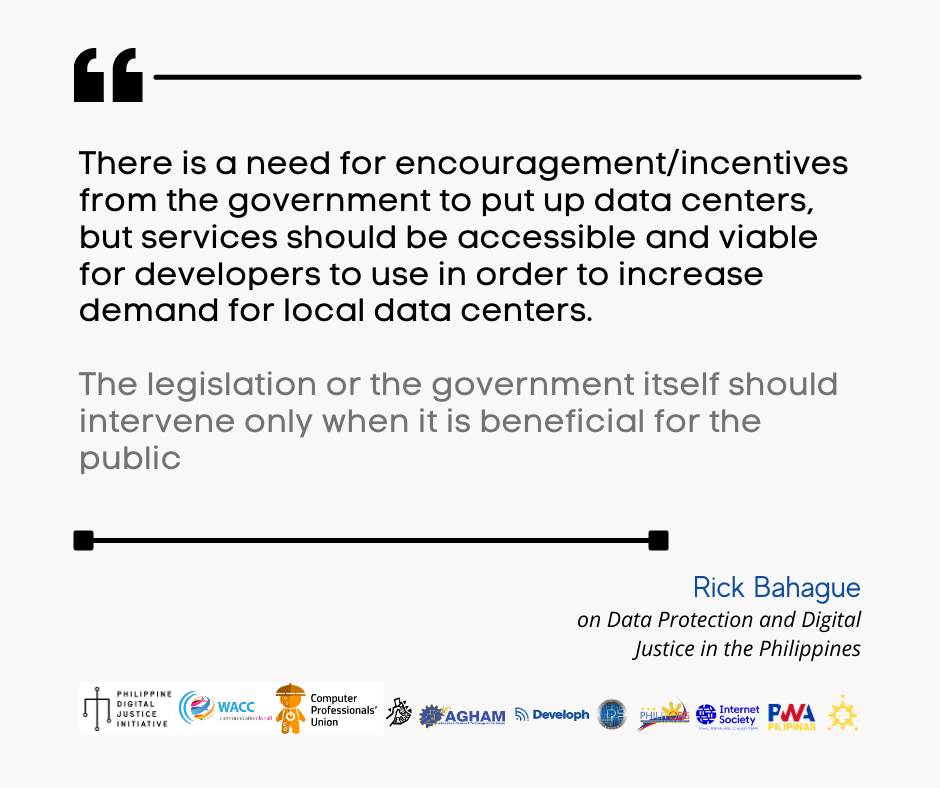 There is a need for encouragement/incentives
from the government to put up data centers,
but services should be accessible and viable
for developers to use in order to increase
demand for local data centers.
The legislation or the government itself should
intervene only when it is beneficial for the
public
Rick Bahague
on Data Protection and Digital
Justice in the Philippines
PHILIPPINE
DIGITAL
JUSTICE
INITIATIVE
WACC
communication for all
Computer
Professionals'
Union
AGHAM
Developh
Internet
Society
PHILIPPINES CHAPTER
PWA
PILIPINAS